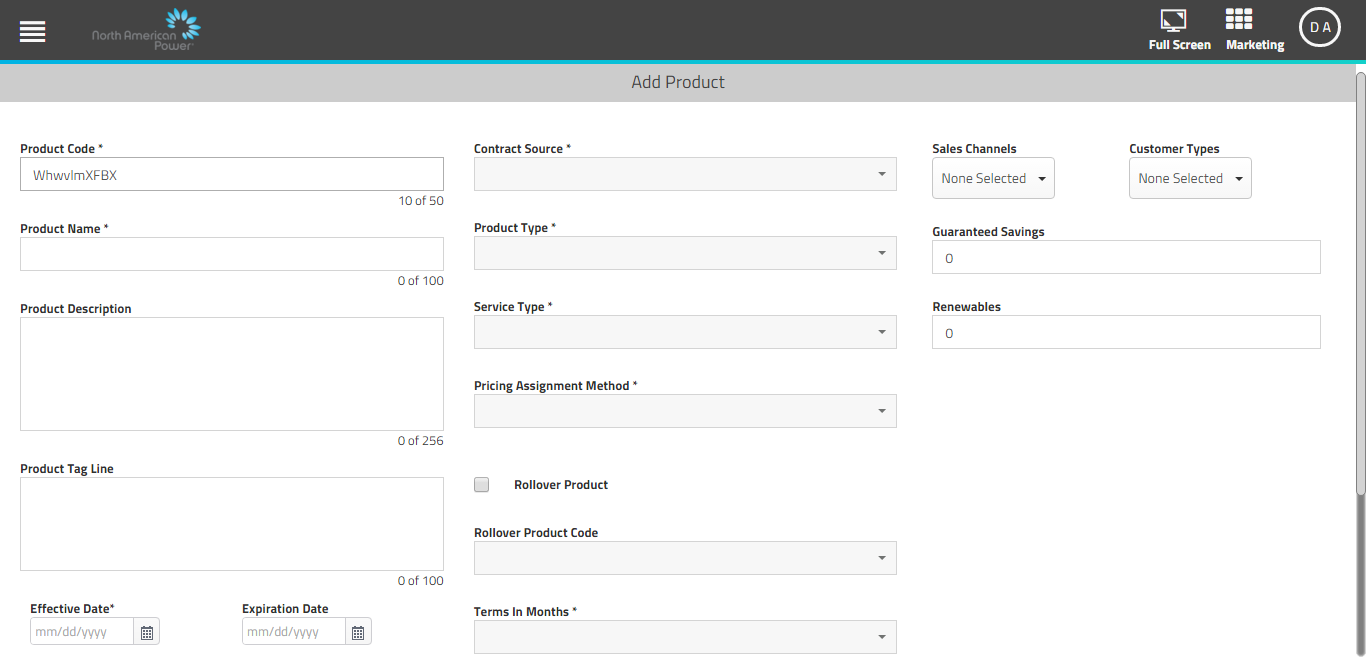 North American
Power
Full Screen
Marketing
D A
Add Product
Product Code *
WhwvlmXFBX
10 of 50
Product Name *
0 of 100
Product Description
0 of 256
Product Tag Line
0 of 100
Effective Date*
mm/dd/yyyy
Expiration Date
mm/dd/yyyy
Contract Source *
Product Type *
Service Type *
Pricing Assignment Method *
Rollover Product
Rollover Product Code
Terms In Months *
Sales Channels
None Selected
Customer Types
None Selected
Guaranteed Savings
0
Renewables
0